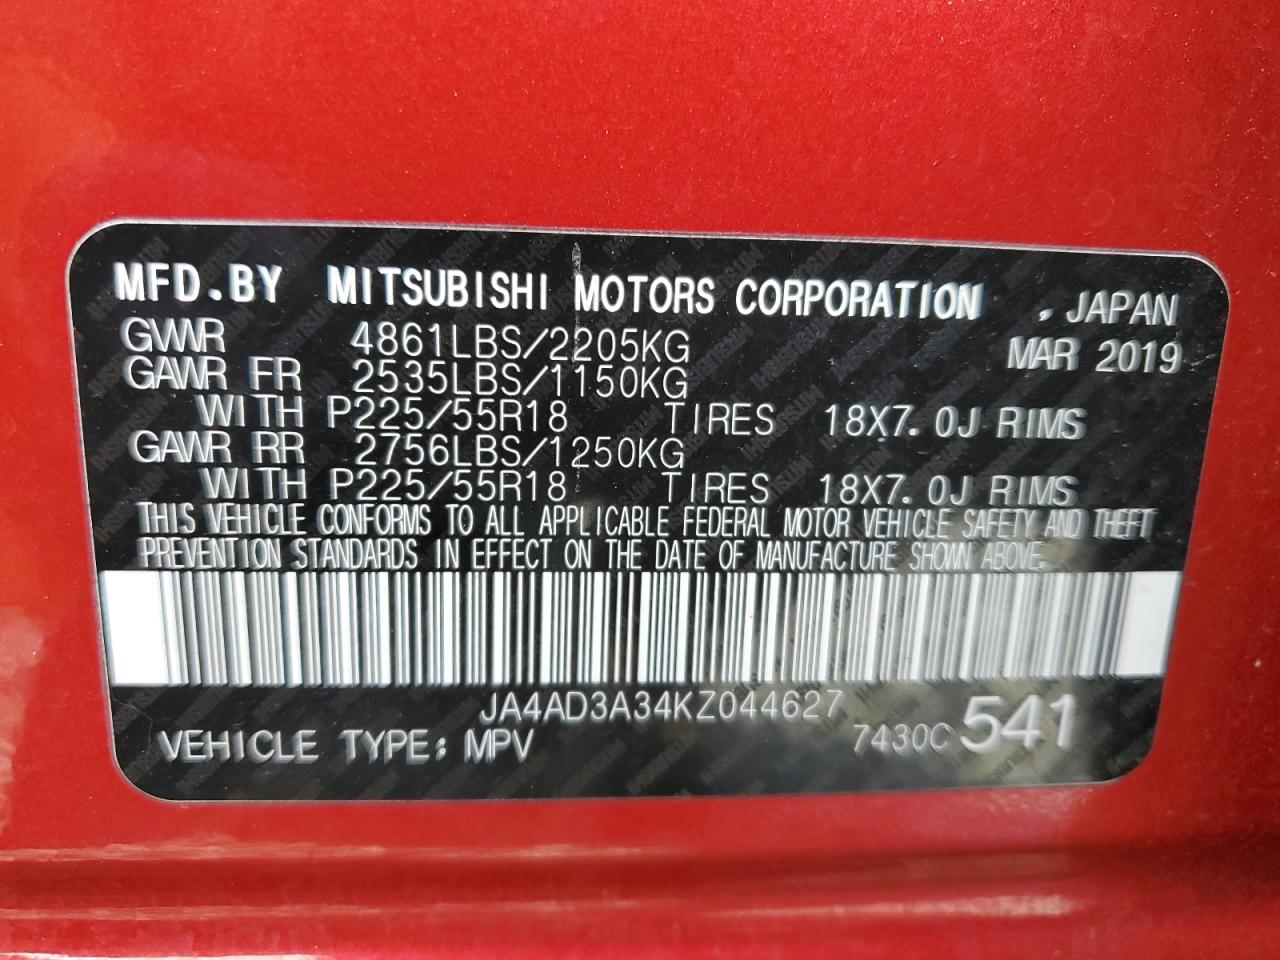 MFD.BY MITSUBISHI MOTORS CORPORATION , JAPAN
GVWR 4861LBS/2205KG MAR 2019
GAWR FR 2535LBS/1150KG
WITH P225/55R18 TIRES 18X7.0J RIMS
GAWR RR 2756LBS/1250KG
WITH P225/55R18 TIRES 18X7.0J RIMS
THIS VEHICLE CONFORMS TO ALL APPLICABLE FEDERAL MOTOR VEHICLE SAFETY AND THEFT
PREVENTION STANDARDS IN EFFECT ON THE DATE OF MANUFACTURE SHOWN ABOVE.
JA4AD3A34KZ044627
VEHICLE TYPE: MPV 7430C 541